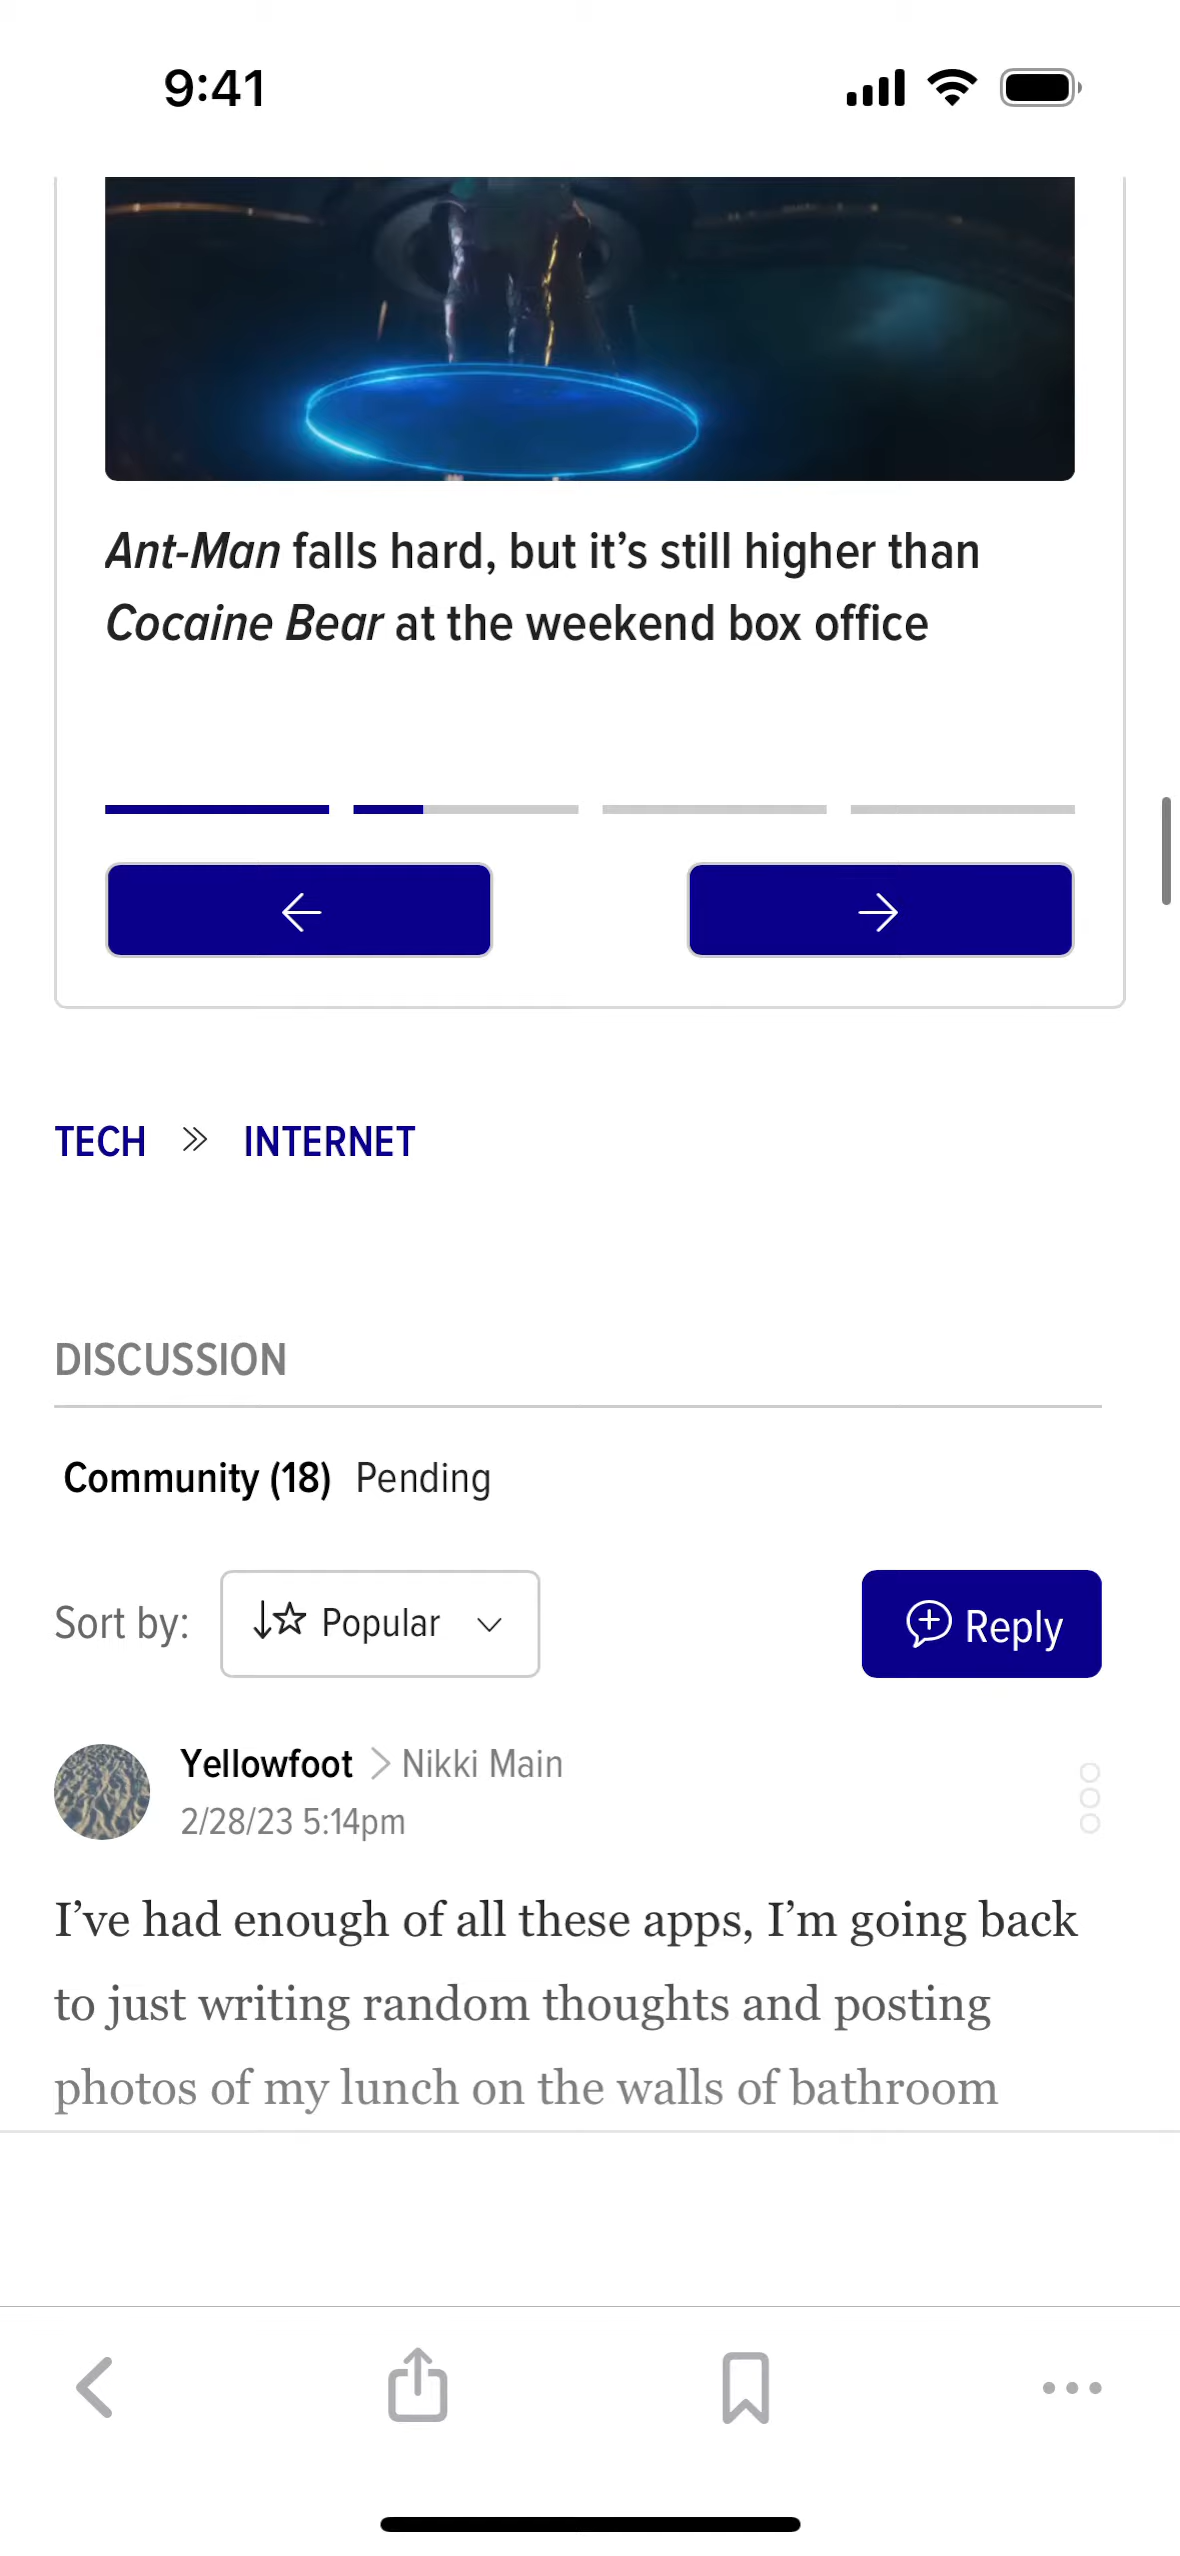 9:41
Ant-Man falls hard, but it’s still higher than
Cocaine Bear at the weekend box office
TECH
INTERNET
DISCUSSION
Community (18) Pending
Sort by: Popular
Reply
Yellowfoot > Nikki Main
2/28/23 5:14pm
I’ve had enough of all these apps, I’m going back
to just writing random thoughts and posting
photos of my lunch on the walls of bathroom